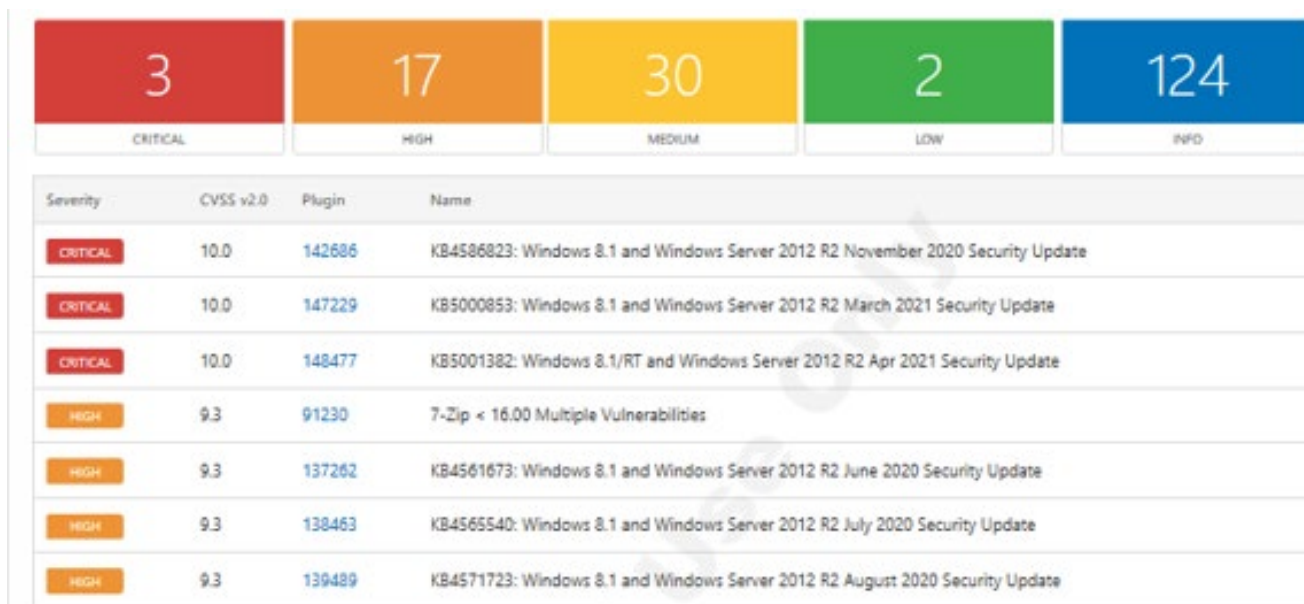 3 17 30 2 124
CRITICAL HIGH MEDIUM LOW INFO
Severity CVSS v2.0 Plugin Name
CRITICAL 10.0 142686 KB4586823: Windows 8.1 and Windows Server 2012 R2 November 2020 Security Update
CRITICAL 10.0 147229 KB5000853: Windows 8.1 and Windows Server 2012 R2 March 2021 Security Update
CRITICAL 10.0 148477 KB5001382: Windows 8.1/RT and Windows Server 2012 R2 Apr 2021 Security Update
HIGH 9.3 91230 7-Zip < 16.00 Multiple Vulnerabilities
HIGH 9.3 137262 KB4561673: Windows 8.1 and Windows Server 2012 R2 June 2020 Security Update
HIGH 9.3 138463 KB4565540: Windows 8.1 and Windows Server 2012 R2 July 2020 Security Update
HIGH 9.3 139489 KB4571723: Windows 8.1 and Windows Server 2012 R2 August 2020 Security Update
Use Only